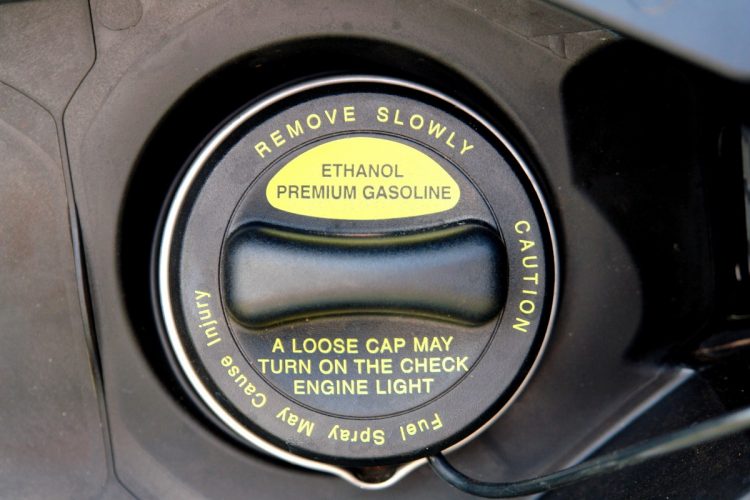 REMOVE SLOWLY
ETHANOL
PREMIUM GASOLINE
CAUTION
A LOOSE CAP MAY
TURN ON THE CHECK
ENGINE LIGHT
Fuel Spray May Cause Injury